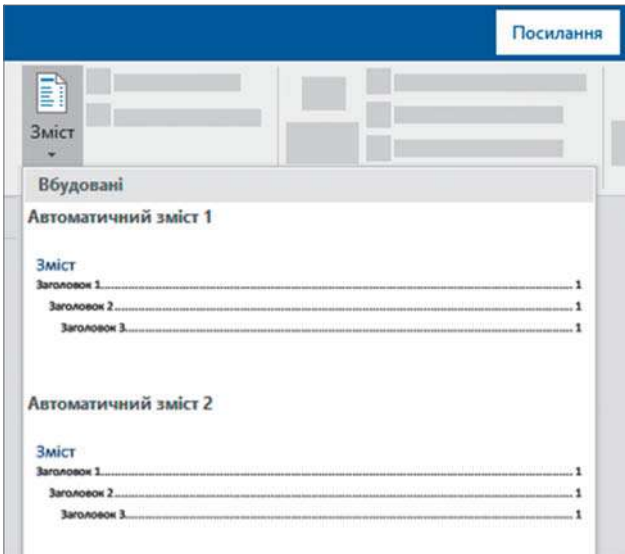 Посилання
Зміст
Вбудовані
Автоматичний зміст 1
Зміст
Заголовок 1 1
Заголовок 2 1
Заголовок 3 1
Автоматичний зміст 2
Зміст
Заголовок 1 1
Заголовок 2 1
Заголовок 3 1